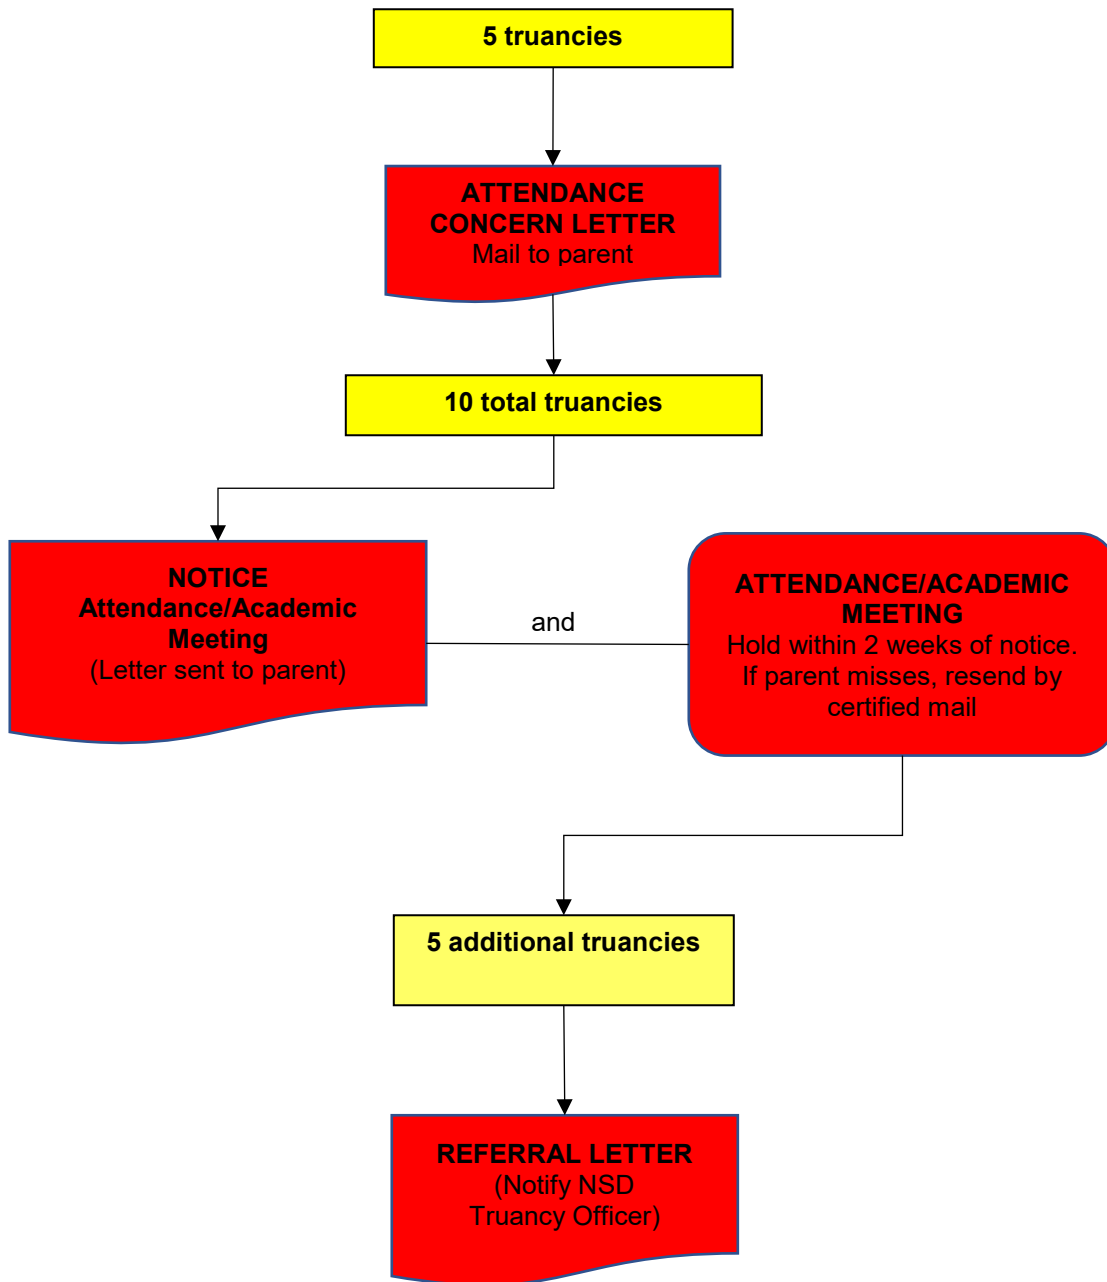 5 truancies
ATTENDANCE
CONCERN LETTER
Mail to parent
10 total truancies
NOTICE
Attendance/Academic
Meeting
(Letter sent to parent)
and
ATTENDANCE/ACADEMIC
MEETING
Hold within 2 weeks of notice.
If parent misses, resend by
certified mail
5 additional truancies
REFERRAL LETTER
(Notify NSD
Truancy Officer)